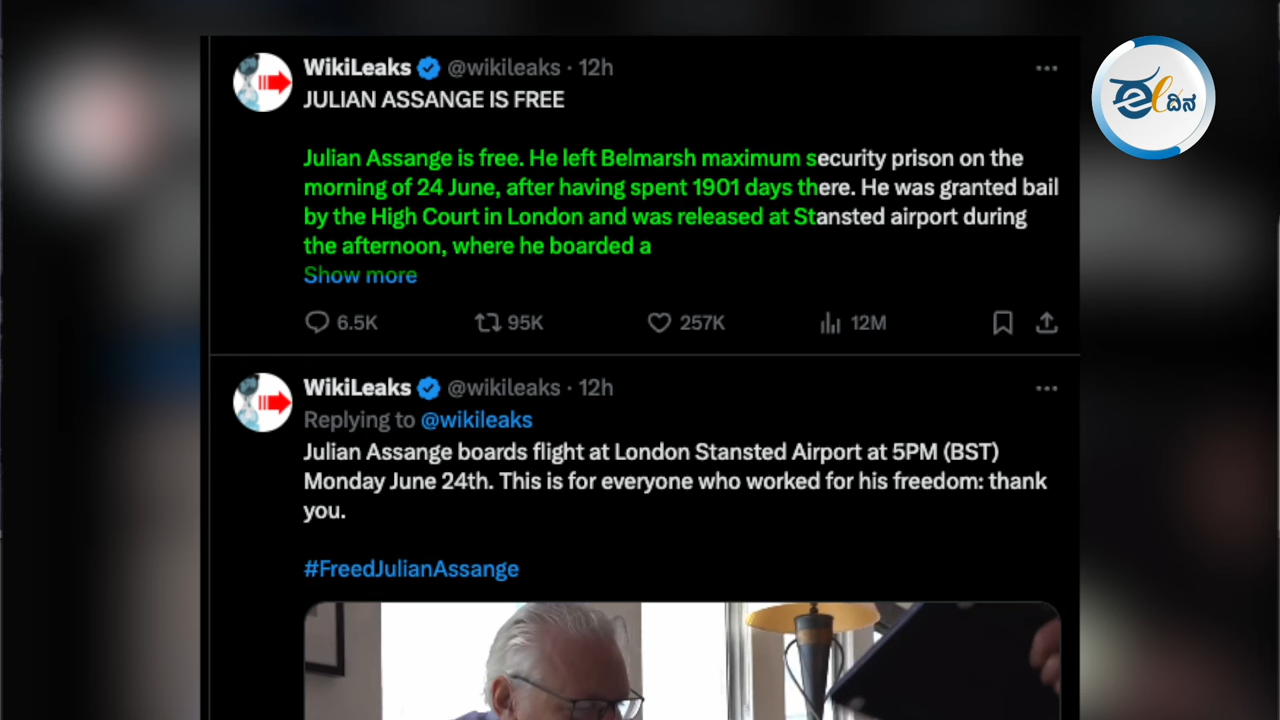 WikiLeaks @wikileaks · 12h
JULIAN ASSANGE IS FREE
Julian Assange is free. He left Belmarsh maximum security prison on the
morning of 24 June, after having spent 1901 days there. He was granted bail
by the High Court in London and was released at Stansted airport during
the afternoon, where he boarded a
Show more
6.5K 95K 257K 12M
WikiLeaks @wikileaks · 12h
Replying to @wikileaks
Julian Assange boards flight at London Stansted Airport at 5PM (BST)
Monday June 24th. This is for everyone who worked for his freedom: thank
you.
#FreedJulianAssange
ದಿನ